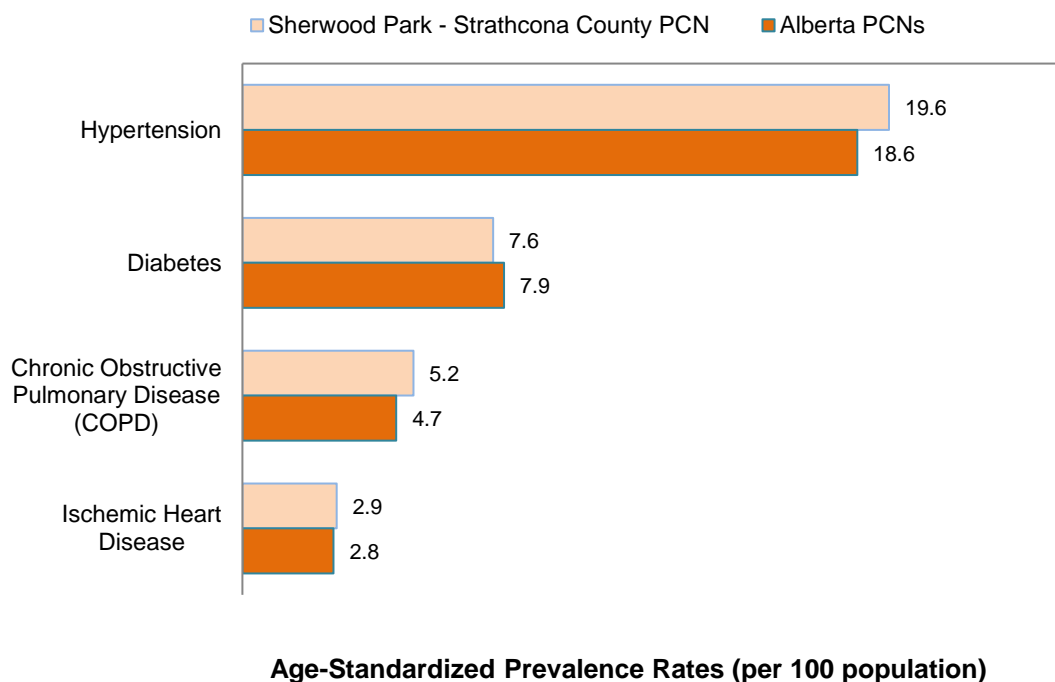 Sherwood Park - Strathcona County PCN
Alberta PCNs
Hypertension
19.6
18.6
Diabetes
7.6
7.9
Chronic Obstructive
Pulmonary Disease
(COPD)
5.2
4.7
Ischemic Heart
Disease
2.9
2.8
Age-Standardized Prevalence Rates (per 100 population)